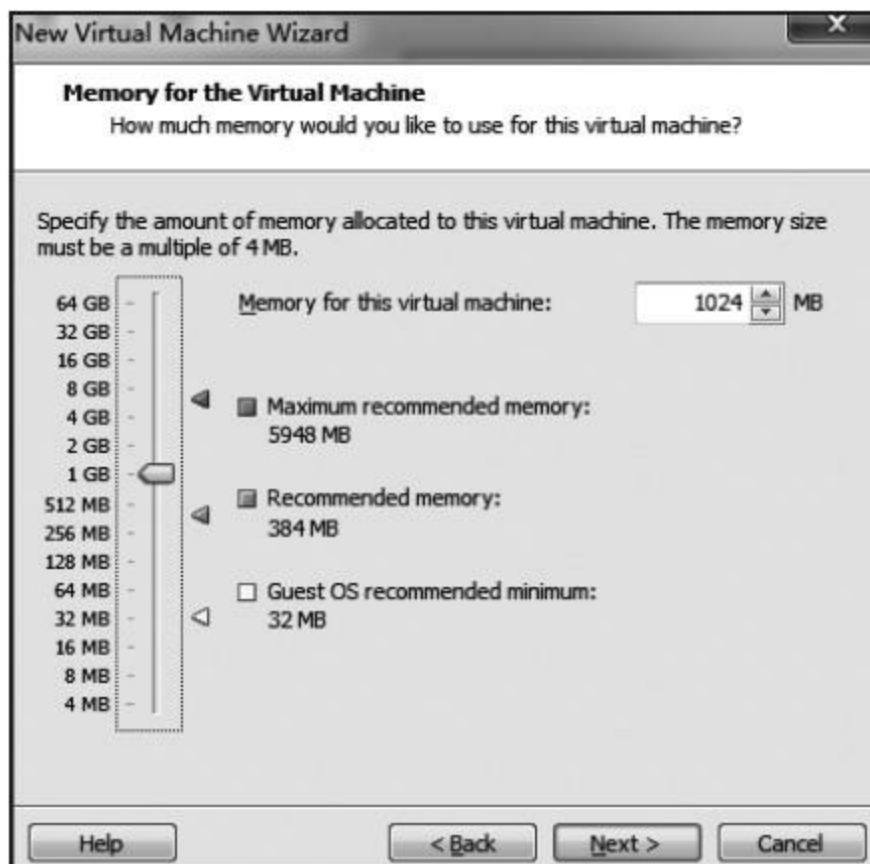 New Virtual Machine Wizard
Memory for the Virtual Machine
How much memory would you like to use for this virtual machine?
Specify the amount of memory allocated to this virtual machine. The memory size
must be a multiple of 4 MB.
Memory for this virtual machine: 1024 MB
64 GB
32 GB
16 GB
8 GB
4 GB
2 GB
1 GB
512 MB
256 MB
128 MB
64 MB
32 MB
16 MB
8 MB
4 MB
Maximum recommended memory:
5948 MB
Recommended memory:
384 MB
Guest OS recommended minimum:
32 MB
Help
< Back
Next >
Cancel